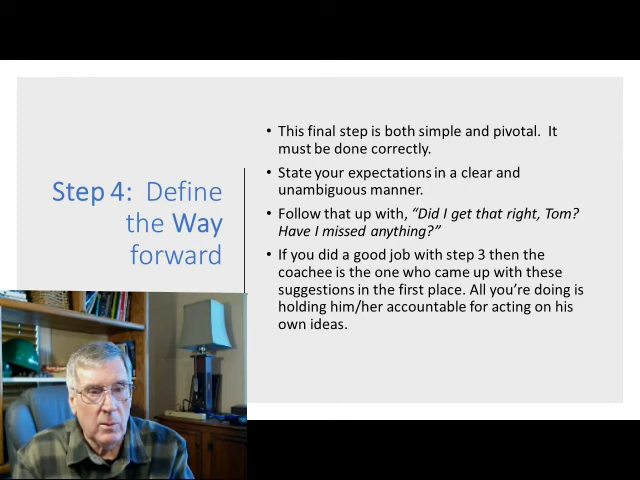 Step 4: Define
the Way
forward
• This final step is both simple and pivotal. It
must be done correctly.
• State your expectations in a clear and
unambiguous manner.
• Follow that up with, “Did I get that right, Tom?
Have I missed anything?”
• If you did a good job with step 3 then the
coachee is the one who came up with these
suggestions in the first place. All you’re doing is
holding him/her accountable for acting on his
own ideas.